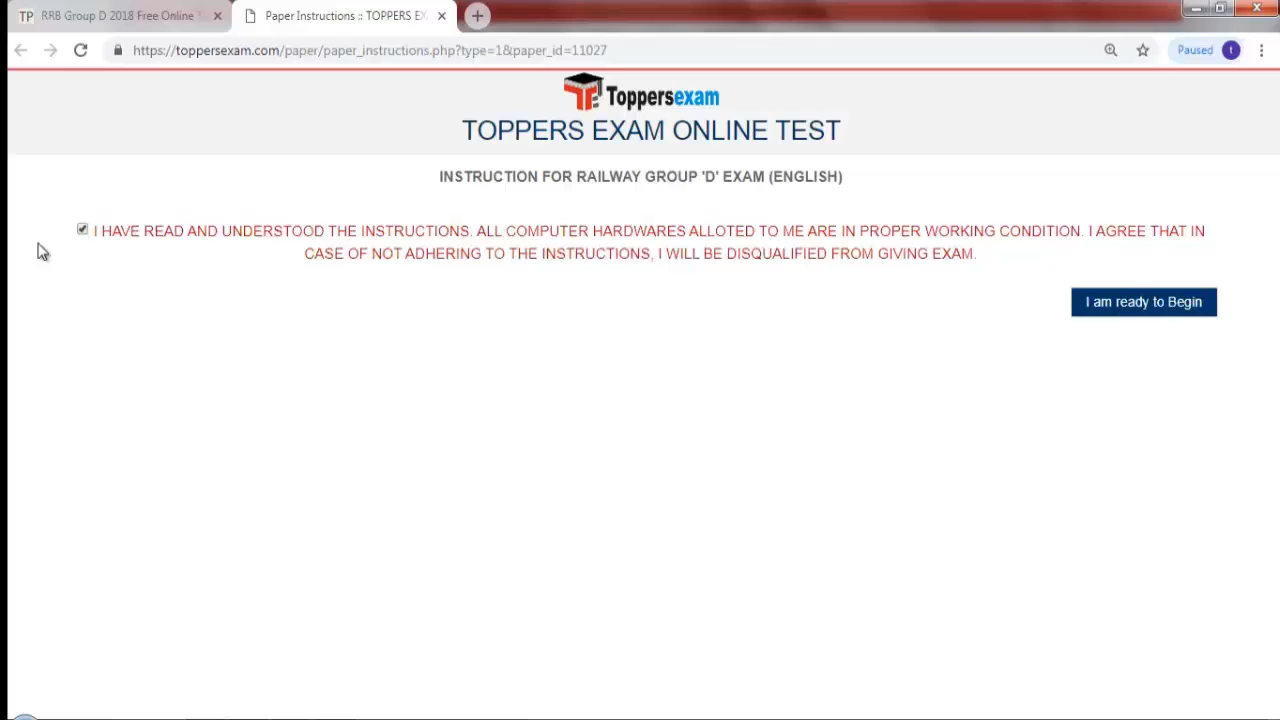 TP RRB Group D 2018 Free Online
Paper Instructions :: TOPPERS EX
https://toppersexam.com/paper/paper_instructions.php?type=1&paper_id=11027
Paused
t
Toppersexam
TOPPERS EXAM ONLINE TEST
INSTRUCTION FOR RAILWAY GROUP 'D' EXAM (ENGLISH)
I HAVE READ AND UNDERSTOOD THE INSTRUCTIONS. ALL COMPUTER HARDWARES ALLOTED TO ME ARE IN PROPER WORKING CONDITION. I AGREE THAT IN
CASE OF NOT ADHERING TO THE INSTRUCTIONS, I WILL BE DISQUALIFIED FROM GIVING EXAM.
I am ready to Begin